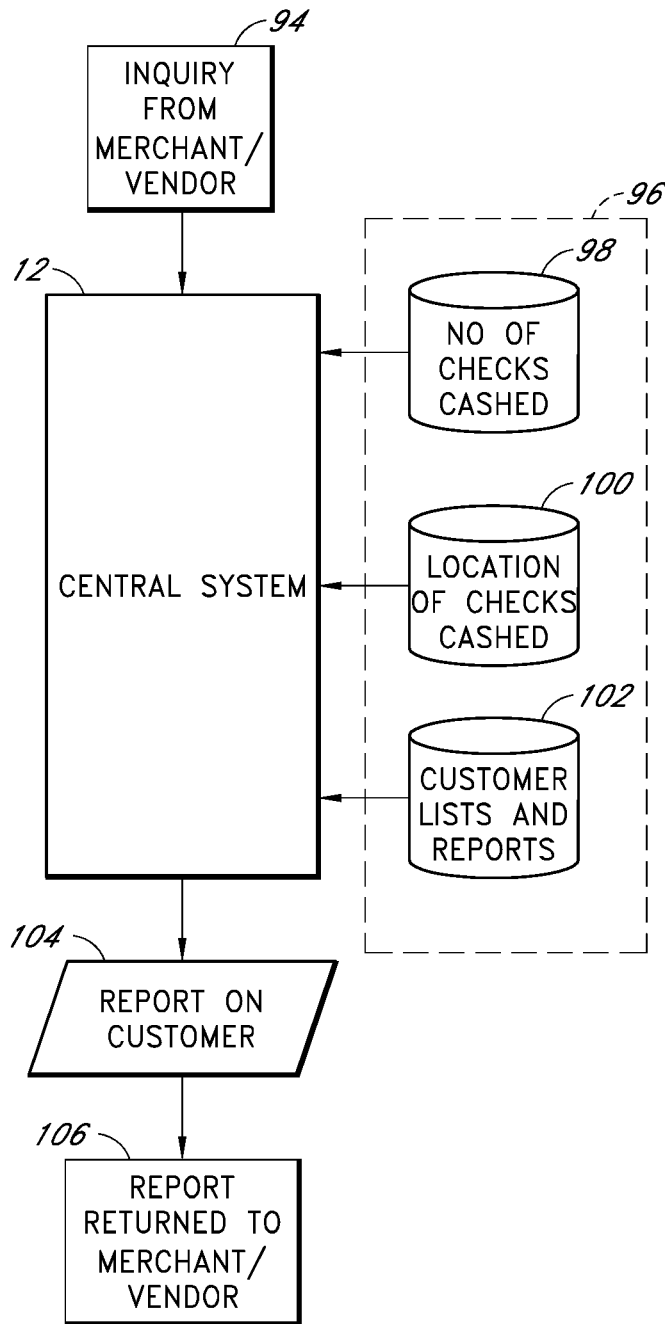 94
INQUIRY
FROM
MERCHANT/
VENDOR
96
12
98
NO OF
CHECKS
CASHED
100
CENTRAL SYSTEM
LOCATION
OF CHECKS
CASHED
102
CUSTOMER
LISTS AND
REPORTS
104
REPORT ON
CUSTOMER
106
REPORT
RETURNED TO
MERCHANT/
VENDOR